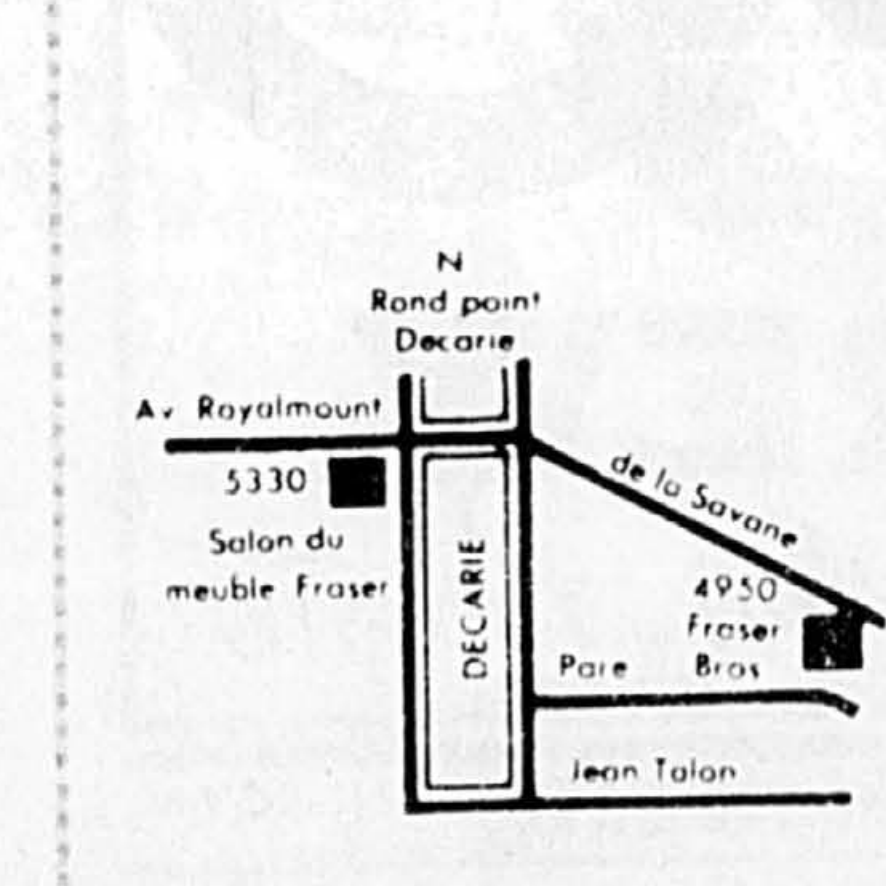 N
Rond point
Decarie
Av Royalmount
5330
Salon du
meuble Fraser
DECARIE
de la Savane
4950
Fraser
Bros
Pare
Jean Talon